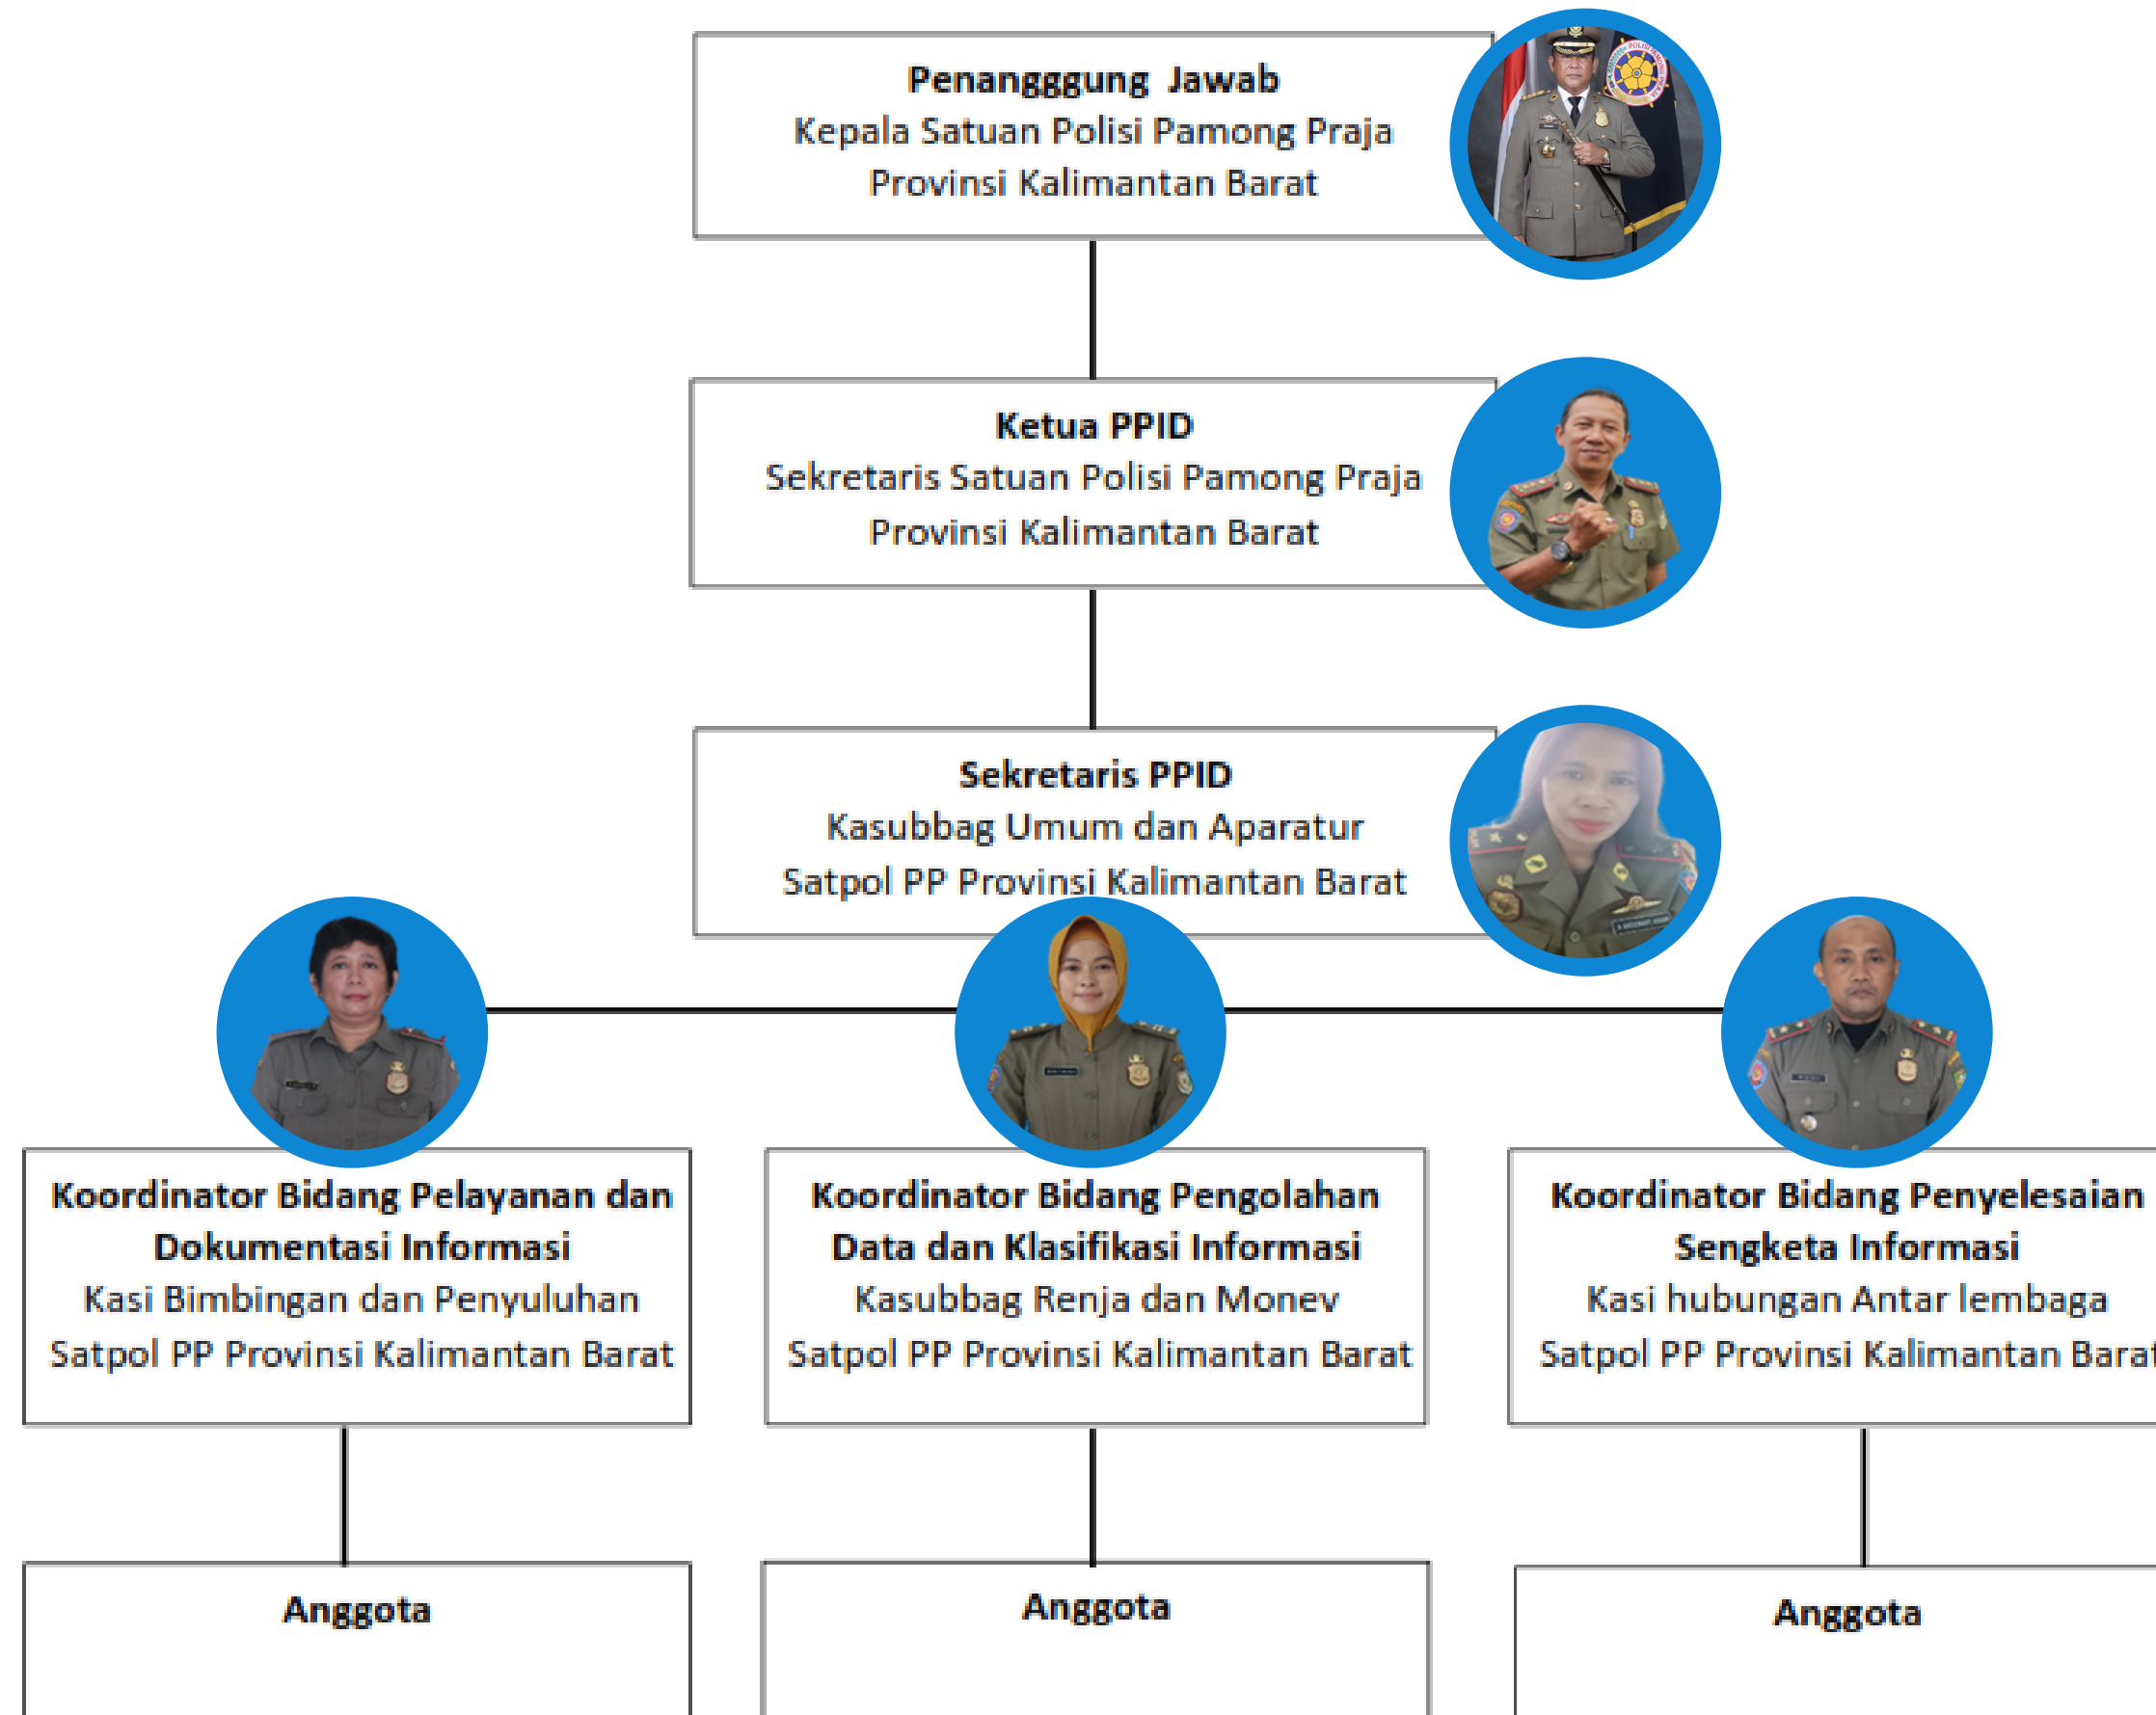 Penangggung Jawab
Kepala Satuan Polisi Pamong Praja
Provinsi Kalimantan Barat
Ketua PPID
Sekretaris Satuan Polisi Pamong Praja
Provinsi Kalimantan Barat
Sekretaris PPID
Kasubbag Umum dan Aparatur
Satpol PP Provinsi Kalimantan Barat
Koordinator Bidang Pelayanan dan
Dokumentasi Informasi
Kasi Bimbingan dan Penyuluhan
Satpol PP Provinsi Kalimantan Barat
Koordinator Bidang Pengolahan
Data dan Klasifikasi Informasi
Kasubbag Renja dan Monev
Satpol PP Provinsi Kalimantan Barat
Koordinator Bidang Penyelesaian
Sengketa Informasi
Kasi hubungan Antar lembaga
Satpol PP Provinsi Kalimantan Barat
Anggota
Anggota
Anggota